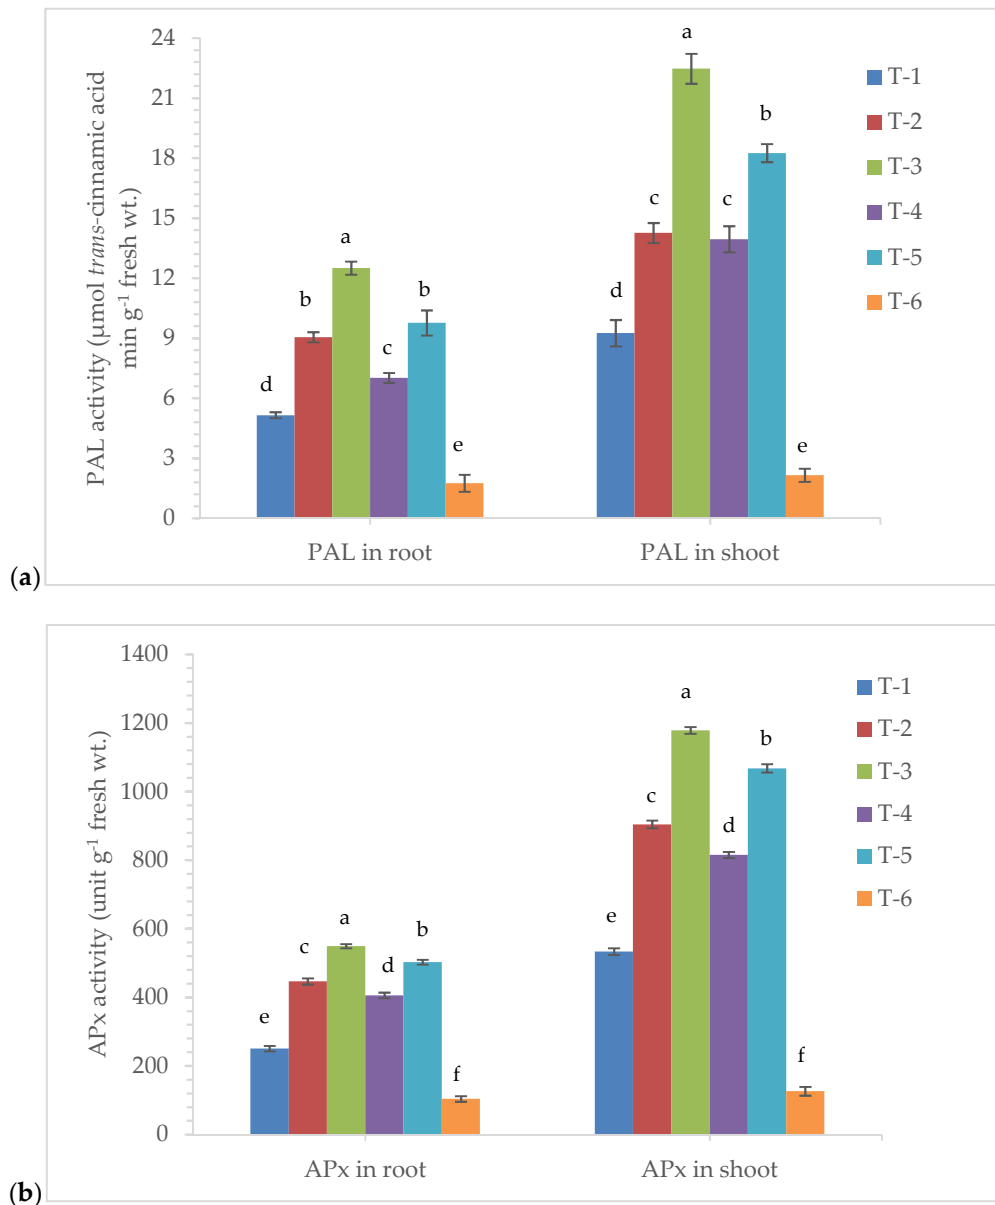 24
21
18
15
12
9
6
3
0
PAL activity (µmol trans-cinnamic acid
min g⁻¹ fresh wt.)
d
b
a
c
b
e
d
c
a
c
b
e
PAL in root
PAL in shoot
T-1
T-2
T-3
T-4
T-5
T-6
(a)
1400
1200
1000
800
600
400
200
0
APx activity (unit g⁻¹ fresh wt.)
e
c
a
d
b
f
e
c
a
d
b
f
APx in root
APx in shoot
T-1
T-2
T-3
T-4
T-5
T-6
(b)